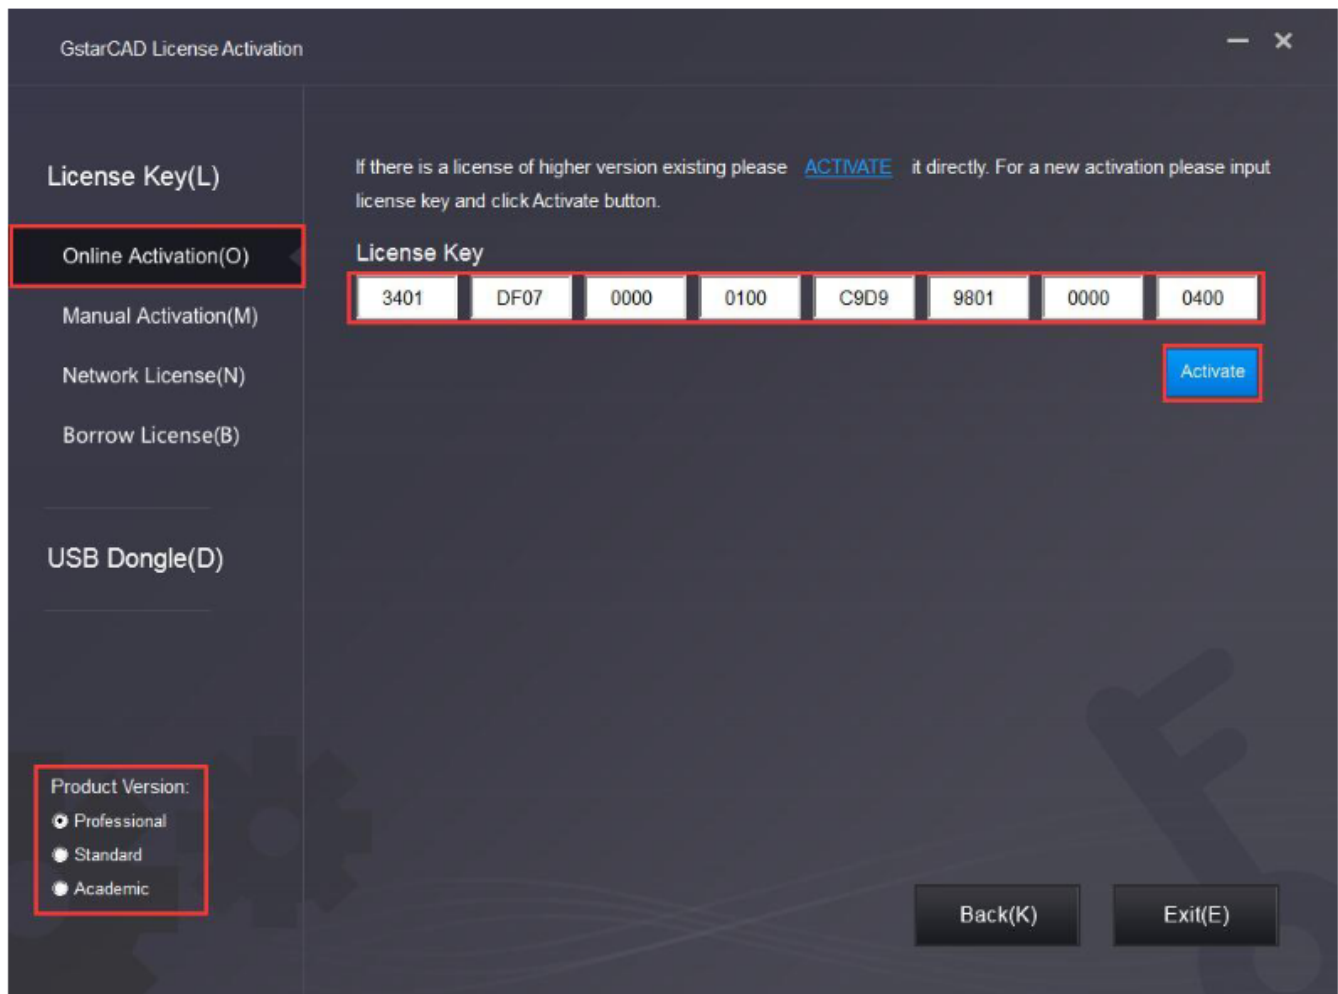 GstarCAD License Activation
License Key(L)
Online Activation(O)
Manual Activation(M)
Network License(N)
Borrow License(B)
USB Dongle(D)
Product Version:
Professional
Standard
Academic
If there is a license of higher version existing please ACTIVATE it directly. For a new activation please input
license key and click Activate button.
License Key
3401 DF07 0000 0100 C9D9 9801 0000 0400
Activate
Back(K) Exit(E)